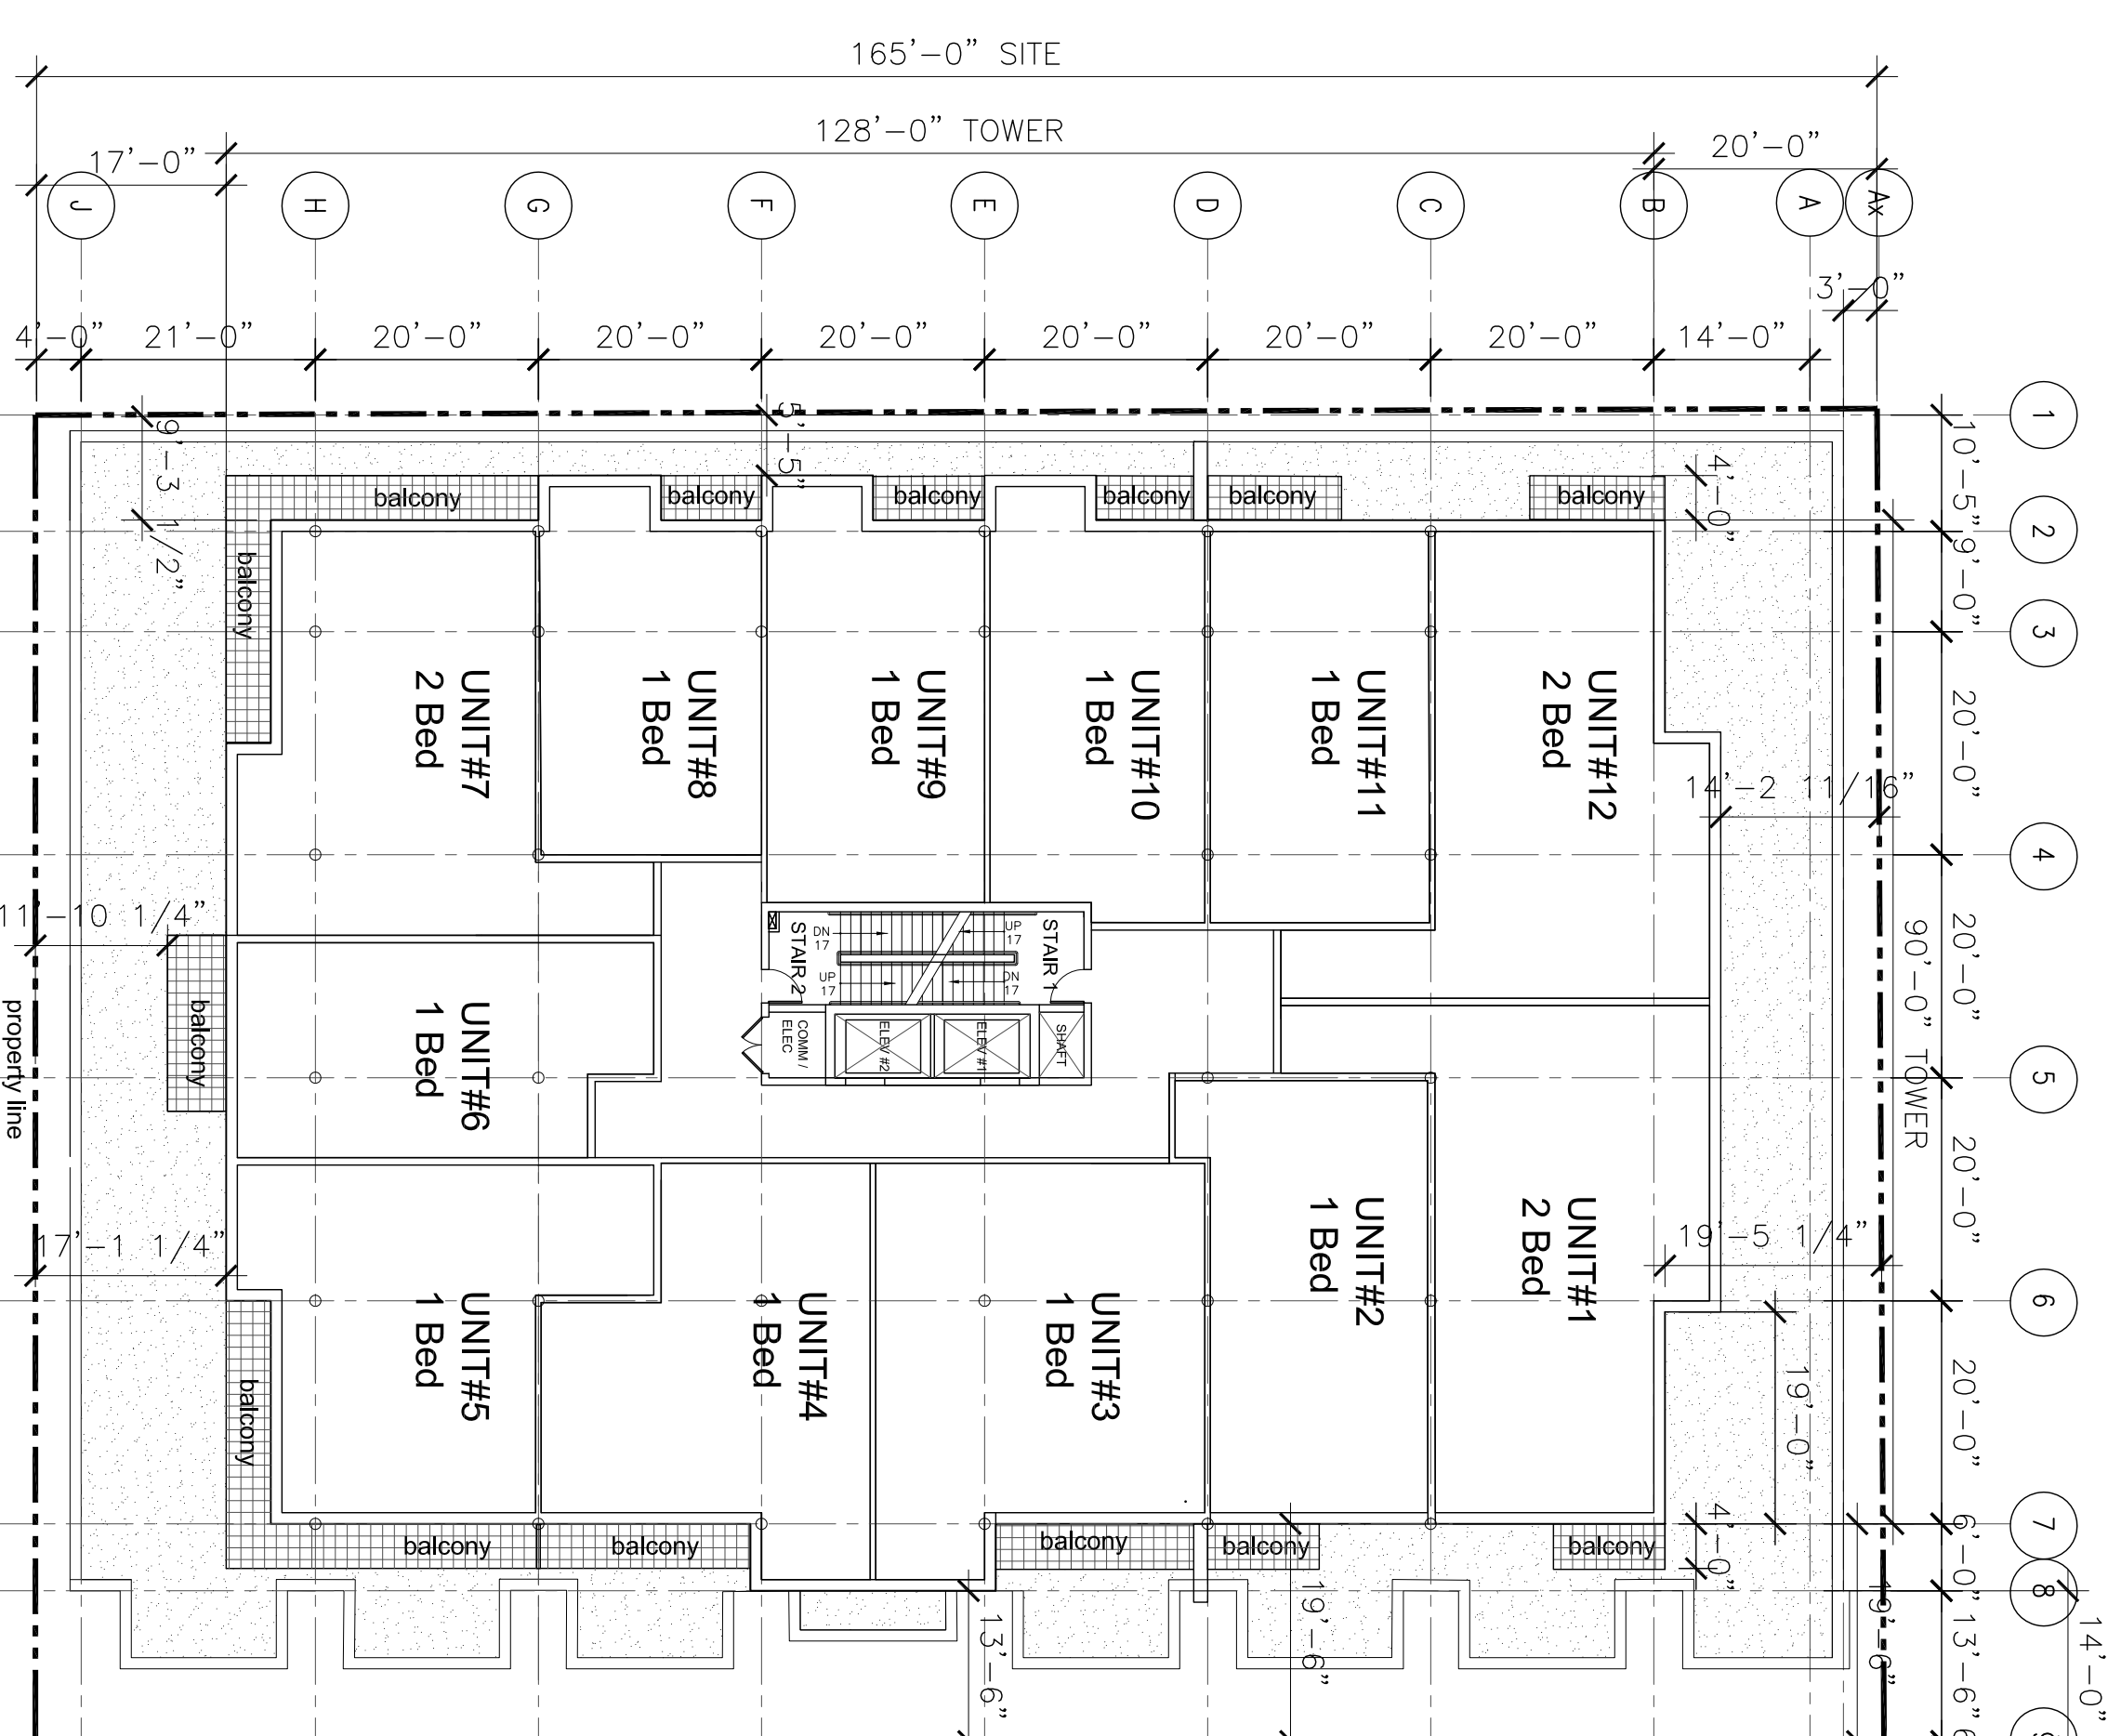 165'-0" SITE
128'-0" TOWER
17'-0"
20'-0"
J
H
G
F
E
D
C
B
A
Ax
3'-0"
4'-0"
21'-0"
20'-0"
20'-0"
20'-0"
20'-0"
20'-0"
20'-0"
14'-0"
1
10'-5"
2
9'-0"
3
20'-0"
4
20'-0"
90'-0" TOWER
5
20'-0"
6
20'-0"
7
6'-0"
8
13'-6"
14'-0"
9'-3 1/2"
5'-5"
4'-0"
balcony
balcony
balcony
balcony
balcony
balcony
balcony
UNIT#7
2 Bed
UNIT#8
1 Bed
UNIT#9
1 Bed
UNIT#10
1 Bed
UNIT#11
1 Bed
UNIT#12
2 Bed
14'-2 11/16"
11'-10 1/4"
property line
balcony
UNIT#6
1 Bed
STAIR 2
DN
17
UP
17
UP
17
DN
17
STAIR 1
COMM /
ELEC
ELEV #2
ELEV #1
SHAFT
17'-1 1/4"
19'-5 1/4"
19'-0"
UNIT#5
1 Bed
UNIT#4
1 Bed
UNIT#3
1 Bed
UNIT#2
1 Bed
UNIT#1
2 Bed
balcony
balcony
balcony
balcony
balcony
balcony
4'-0"
13'-6"
19'-6"
19'-6"